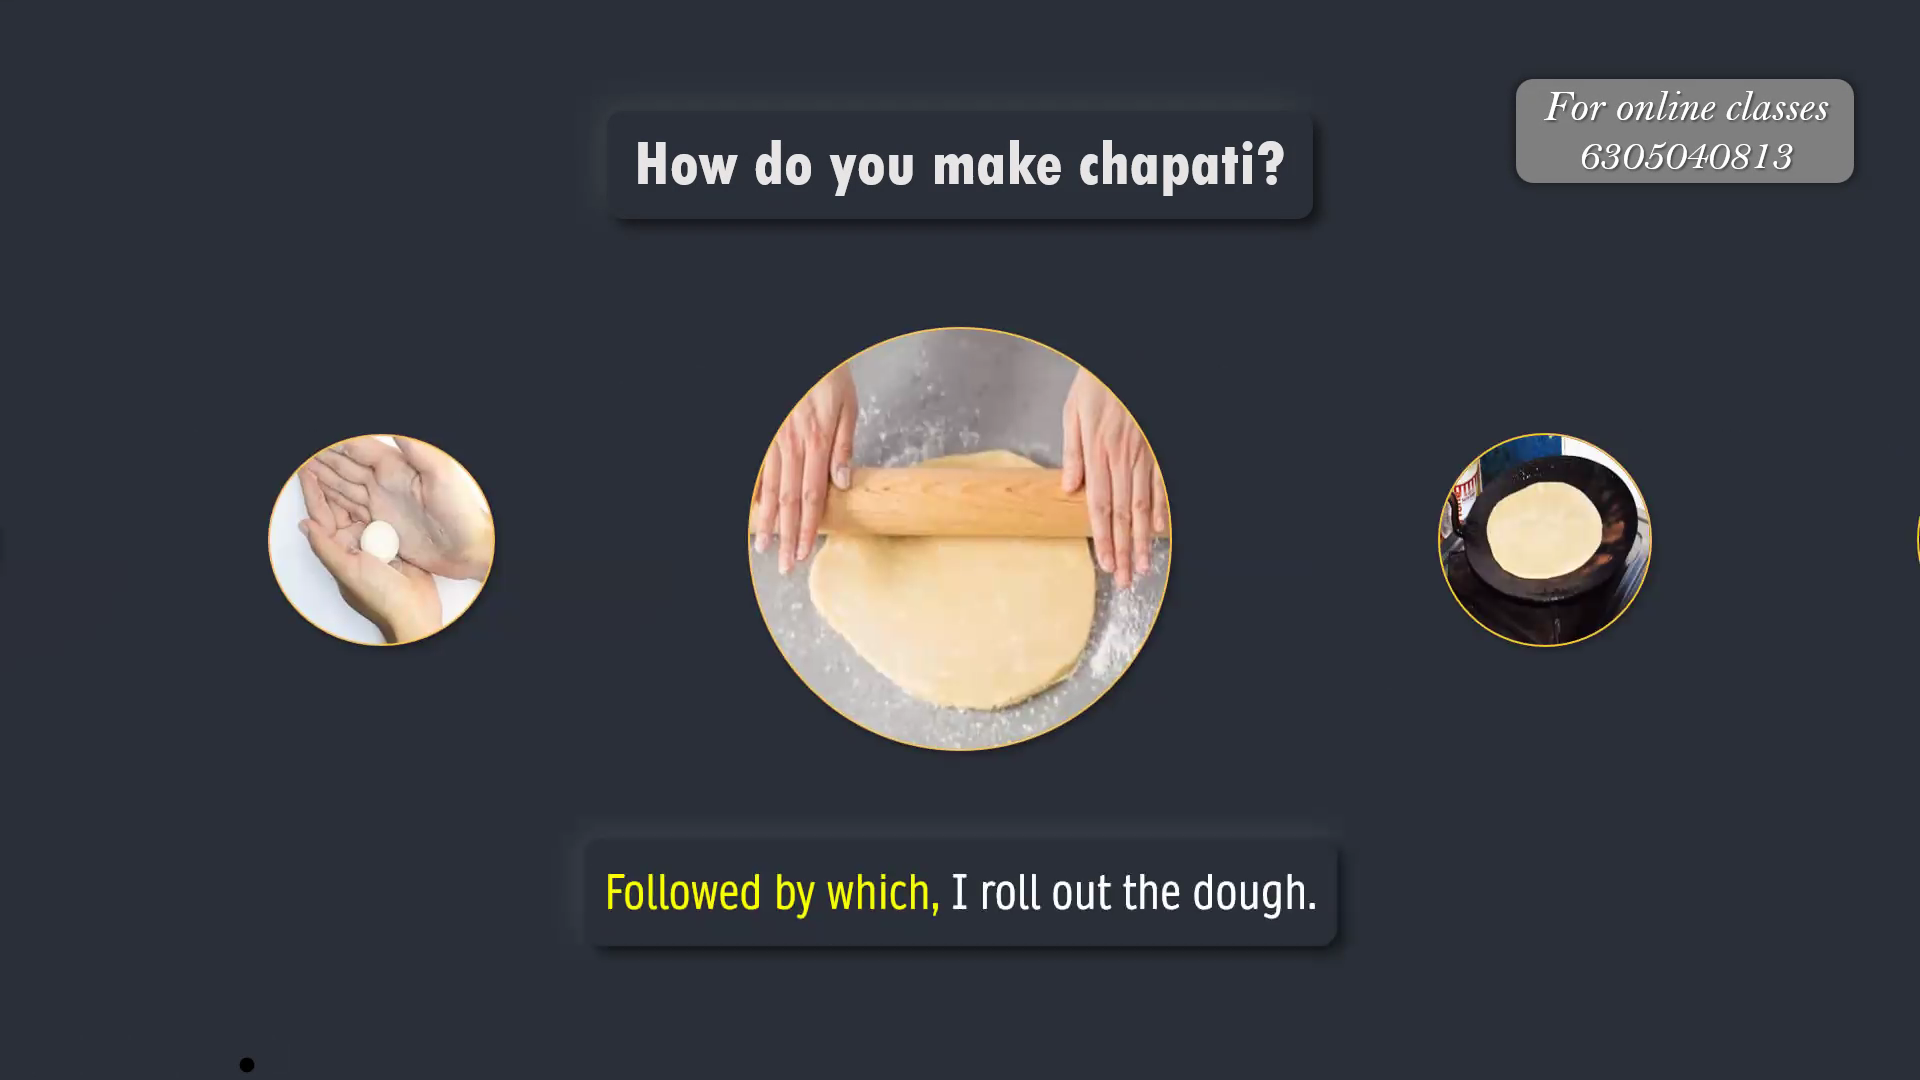 For online classes
6305040813
How do you make chapati?
Followed by which, I roll out the dough.